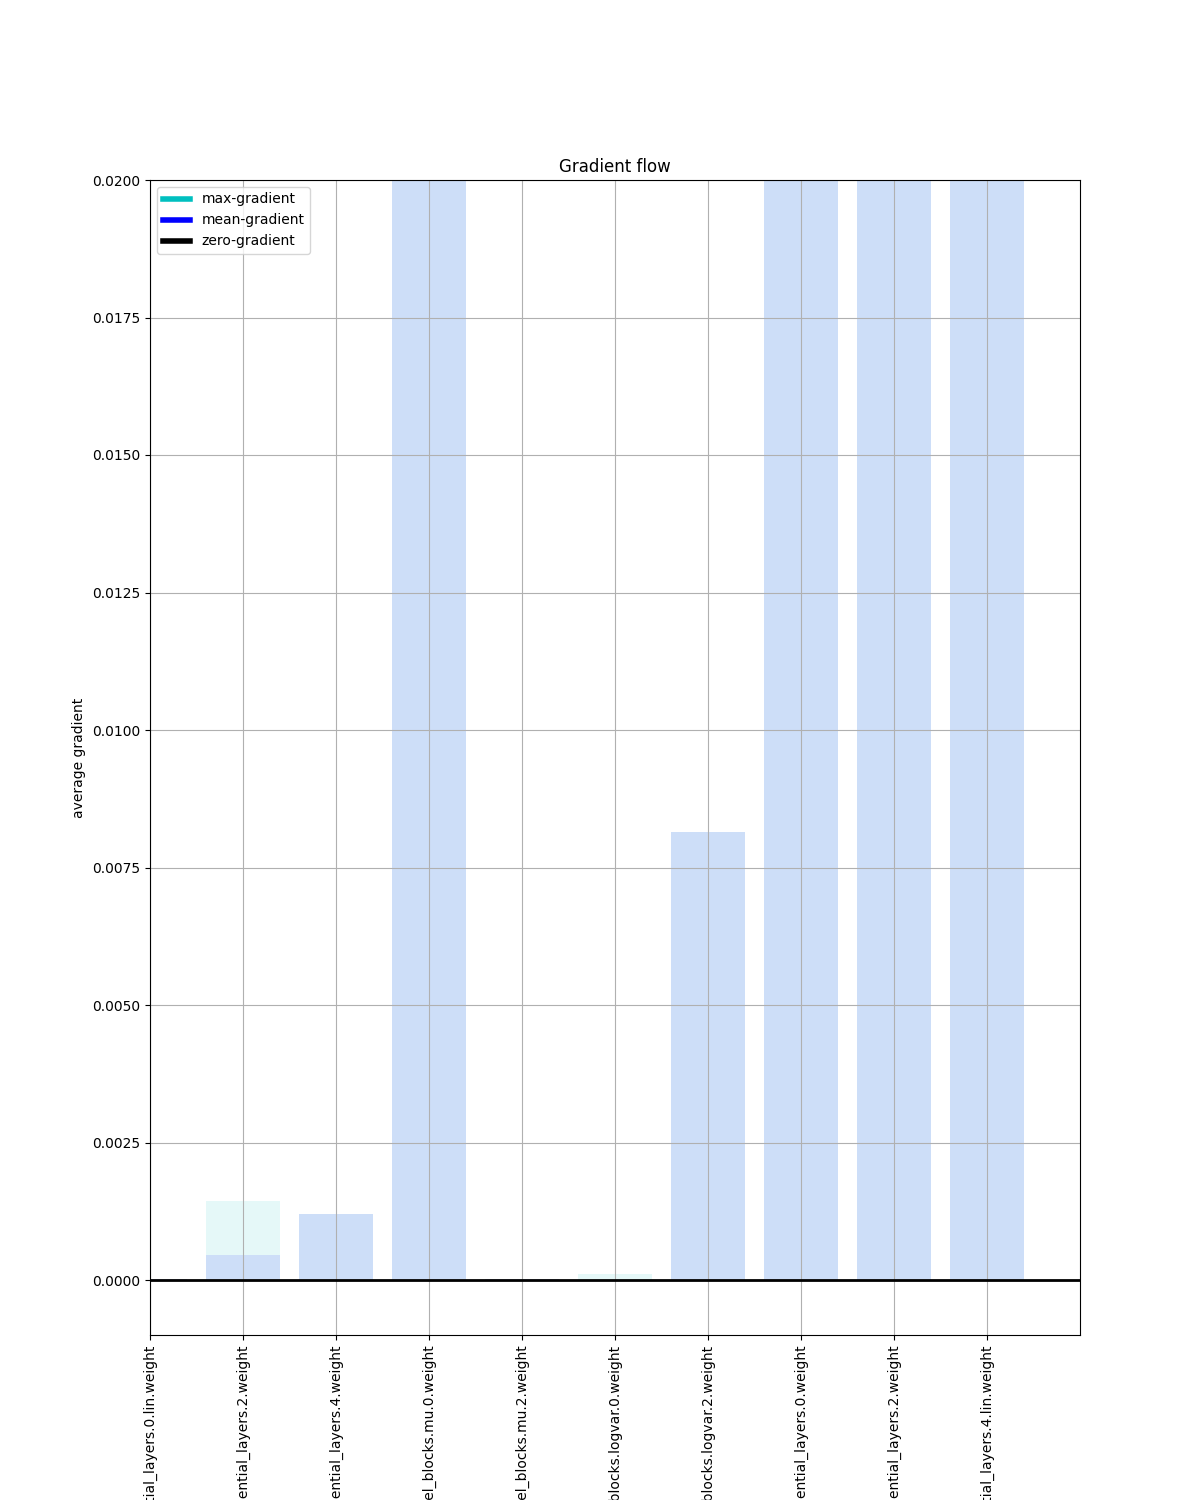 Gradient flow
max-gradient
mean-gradient
zero-gradient
0.0200
0.0175
0.0150
0.0125
0.0100
0.0075
0.0050
0.0025
0.0000
average gradient
tial_layers.0.lin.weight
ential_layers.2.weight
ential_layers.4.weight
el_blocks.mu.0.weight
el_blocks.mu.2.weight
blocks.logvar.0.weight
blocks.logvar.2.weight
ential_layers.0.weight
ential_layers.2.weight
tial_layers.4.lin.weight